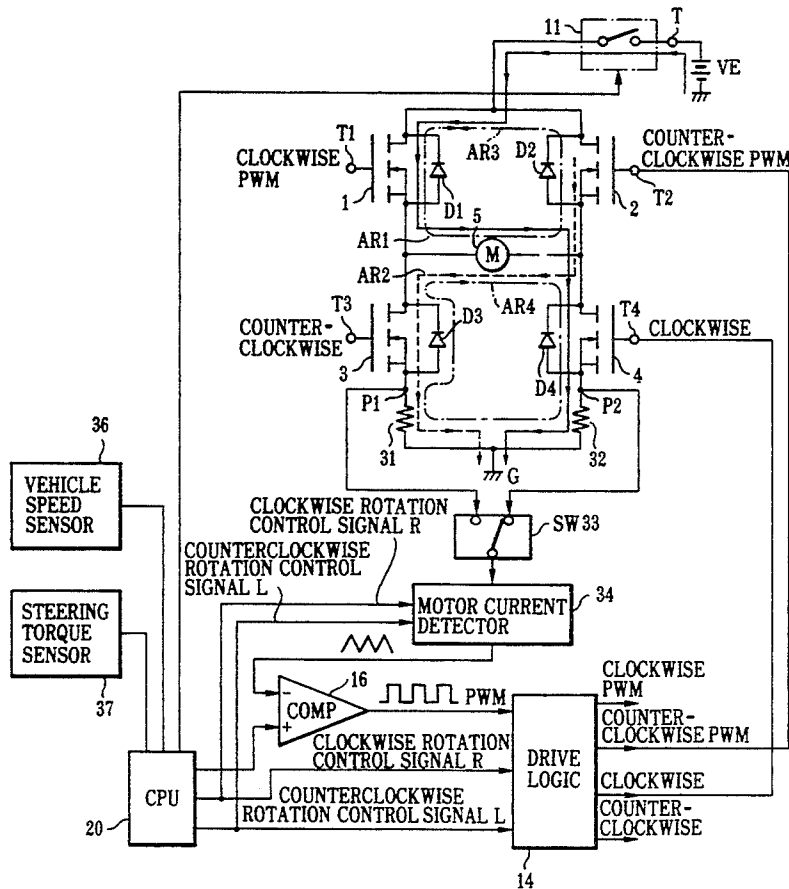 11
T
VE
T1
CLOCKWISE
PWM
1
AR3
D1
D2
COUNTER-
CLOCKWISE PWM
T2
2
5
AR1
M
AR2
AR4
T3
COUNTER-
CLOCKWISE
3
D3
D4
T4
CLOCKWISE
4
P1
P2
31
32
G
36
VEHICLE
SPEED
SENSOR
CLOCKWISE ROTATION
CONTROL SIGNAL R
SW33
COUNTERCLOCKWISE
ROTATION CONTROL
SIGNAL L
STEERING
TORQUE
SENSOR
37
MOTOR CURRENT
DETECTOR
34
16
COMP
-
+
PWM
CLOCKWISE
PWM
COUNTER-
CLOCKWISE PWM
CLOCKWISE ROTATION
CONTROL SIGNAL R
DRIVE
LOGIC
CPU
20
CLOCKWISE
COUNTERCLOCKWISE
ROTATION CONTROL SIGNAL L
COUNTER-
CLOCKWISE
14